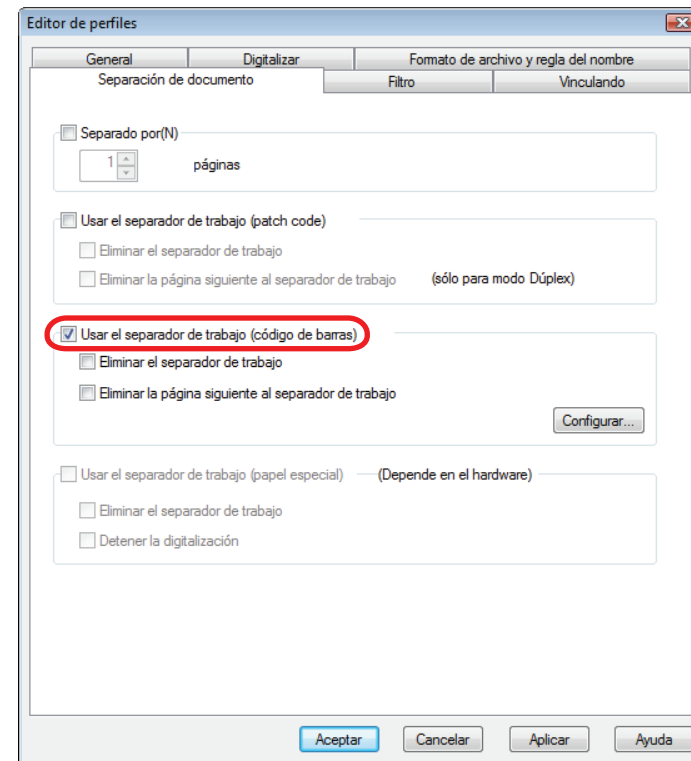 Editor de perfiles
General Digitalizar Formato de archivo y regla del nombre
Separación de documento Filtro Vinculando
Separado por(N)
1 páginas
Usar el separador de trabajo (patch code)
Eliminar el separador de trabajo
Eliminar la página siguiente al separador de trabajo (sólo para modo Dúplex)
Usar el separador de trabajo (código de barras)
Eliminar el separador de trabajo
Eliminar la página siguiente al separador de trabajo
Configurar...
Usar el separador de trabajo (papel especial) (Depende en el hardware)
Eliminar el separador de trabajo
Detener la digitalización
Aceptar Cancelar Aplicar Ayuda